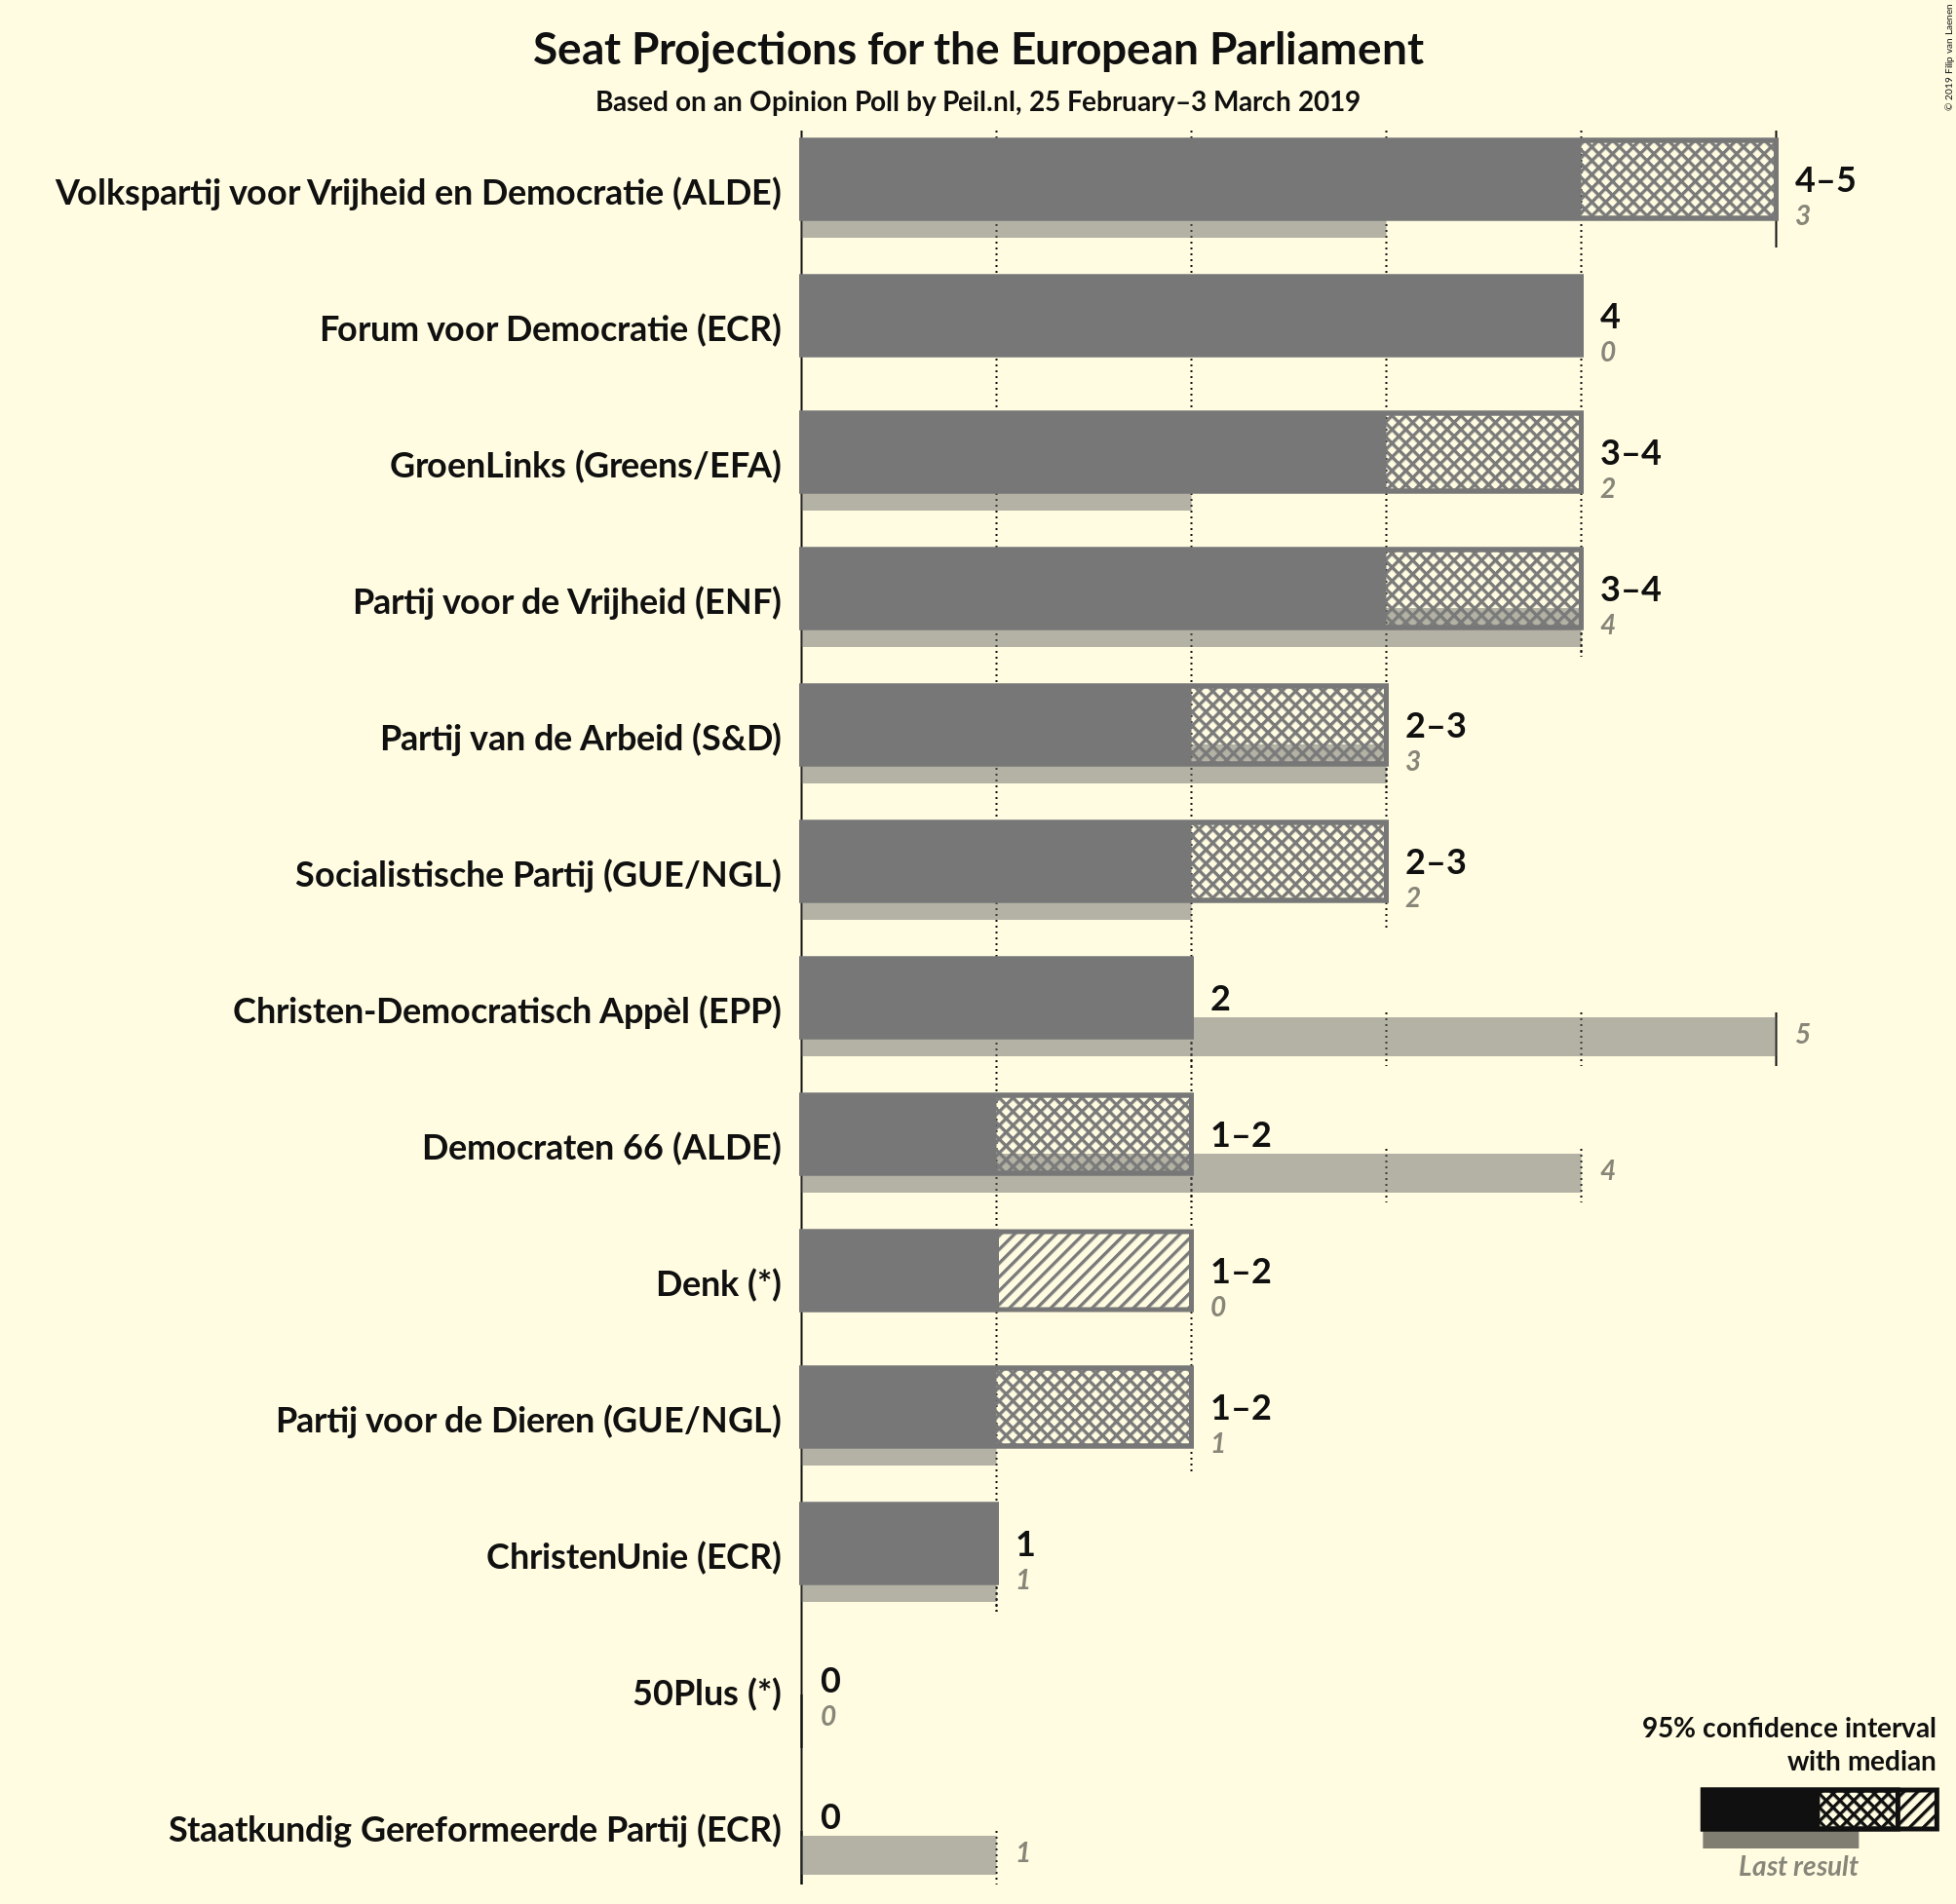 Seat Projections for the European Parliament
Based on an Opinion Poll by Peil.nl, 25 February–3 March 2019
© 2019 Filip van Laenen
Volkspartij voor Vrijheid en Democratie (ALDE)
4–5
3
Forum voor Democratie (ECR)
4
0
GroenLinks (Greens/EFA)
3–4
2
Partij voor de Vrijheid (ENF)
3–4
4
Partij van de Arbeid (S&D)
2–3
3
Socialistische Partij (GUE/NGL)
2–3
2
Christen-Democratisch Appèl (EPP)
2
5
Democraten 66 (ALDE)
1–2
4
Denk (*)
1–2
0
Partij voor de Dieren (GUE/NGL)
1–2
1
ChristenUnie (ECR)
1
1
50Plus (*)
0
0
Staatkundig Gereformeerde Partij (ECR)
0
1
95% confidence interval
with median
Last result